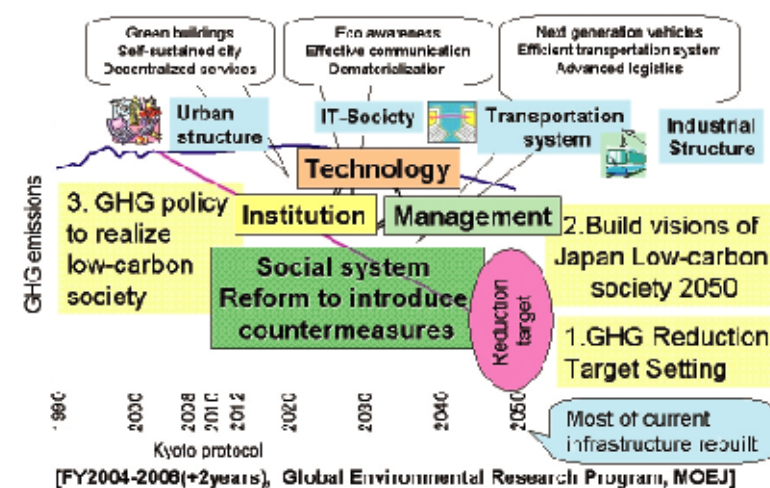 Green buildings
Self-sustained city
Decentralized services
Eco awareness
Effective communication
Dematerialization
Next generation vehicles
Efficient transportation system
Advanced logistics
Urban
structure
IT-Society
Transportation
system
Industrial
Structure
Technology
Institution
Management
GHG emissions
3. GHG policy
to realize
low-carbon
society
Social system
Reform to introduce
countermeasures
Reduction
target
2.Build visions of
Japan Low-carbon
society 2050
1.GHG Reduction
Target Setting
1990
2000
2008
2010
2012
2020
2030
2040
2050
Kyoto protocol
Most of current
infrastructure rebuilt
[FY2004-2006(+2years), Global Environmental Research Program, MOEJ]